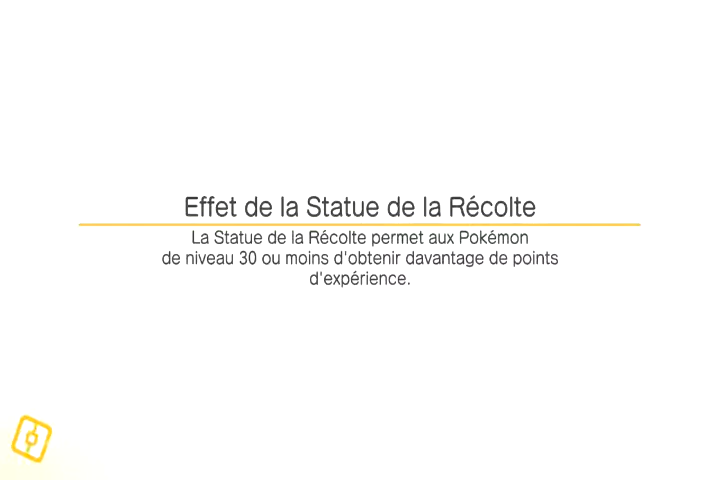 Effet de la Statue de la Récolte
La Statue de la Récolte permet aux Pokémon
de niveau 30 ou moins d'obtenir davantage de points
d'expérience.